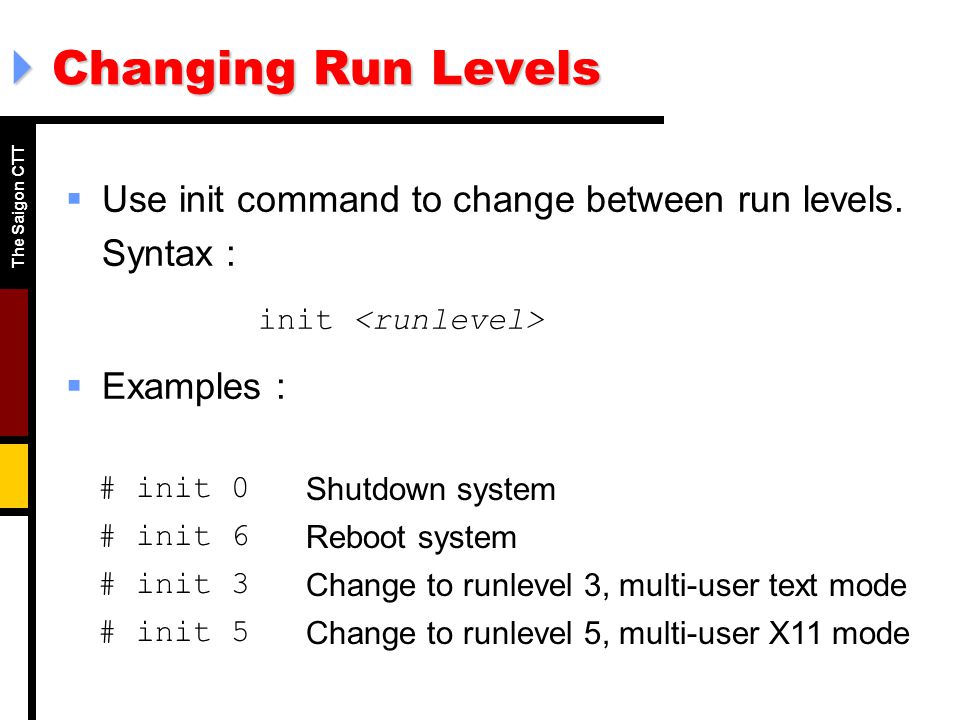 Changing Run Levels
The Saigon CTT
Use init command to change between run levels.
Syntax :
init <runlevel>
Examples :
# init 0 Shutdown system
# init 6 Reboot system
# init 3 Change to runlevel 3, multi-user text mode
# init 5 Change to runlevel 5, multi-user X11 mode